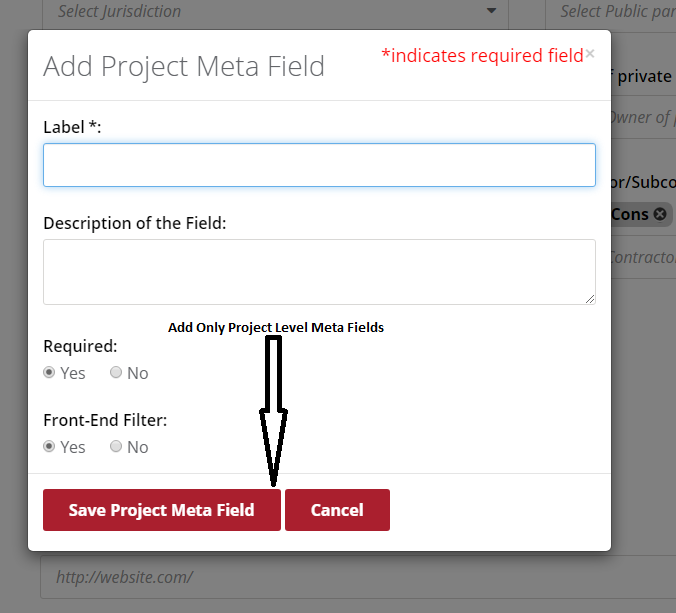 Select Jurisdiction
Select Public par
Add Project Meta Field
*indicates required field
×
f private
Owner of p
Label *:
or/Subco
Cons
Contractor
Description of the Field:
Add Only Project Level Meta Fields
Required:
Yes No
Front-End Filter:
Yes No
Save Project Meta Field
Cancel
http://website.com/